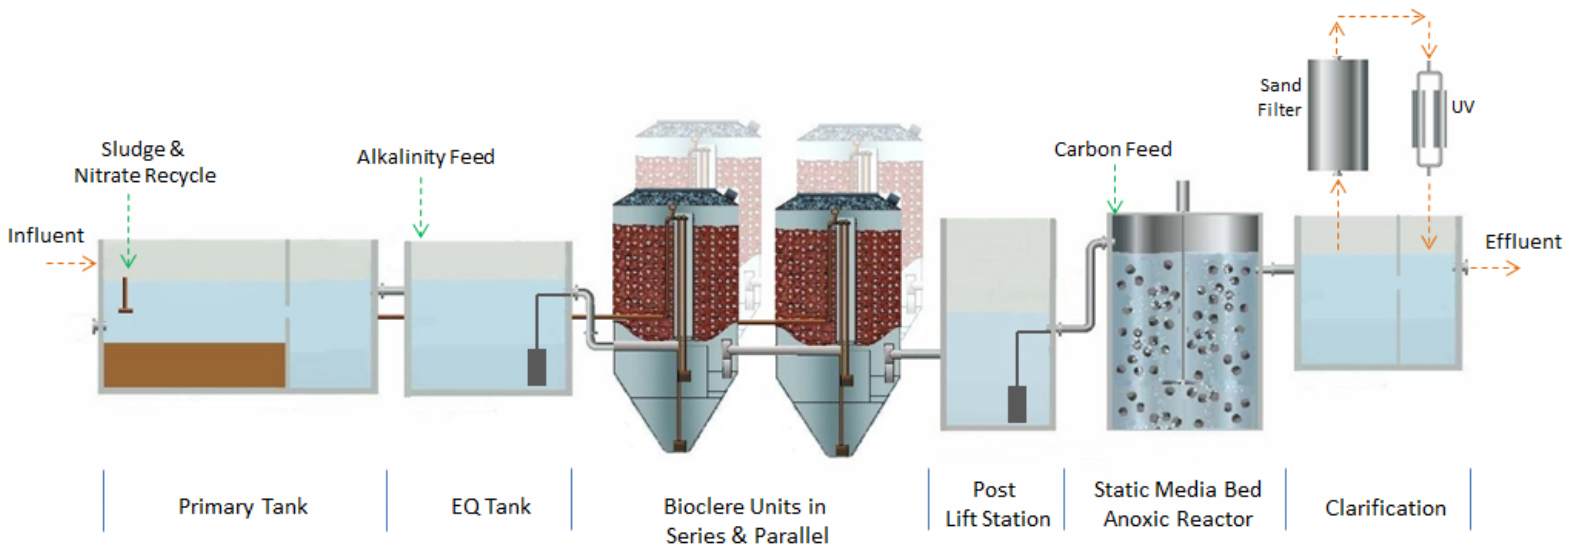 Influent
Sludge &
Nitrate Recycle
Alkalinity Feed
Carbon Feed
Sand
Filter
UV
Effluent
Primary Tank
EQ Tank
Bioclere Units in
Series & Parallel
Post
Lift Station
Static Media Bed
Anoxic Reactor
Clarification